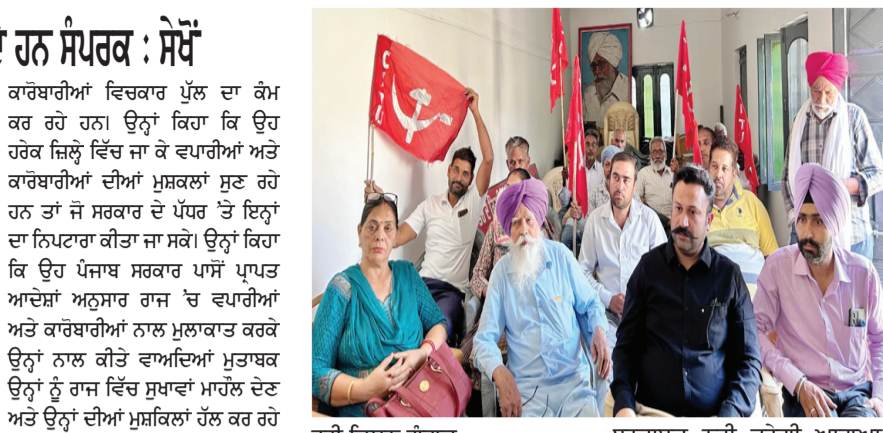 ਹਨ ਸੰਪਰਕ : ਸੇਖੋਂ
ਕਾਰੋਬਾਰੀਆਂ ਵਿਚਕਾਰ ਪੁੱਲ ਦਾ ਕੰਮ
ਕਰ ਰਹੇ ਹਨ। ਉਨ੍ਹਾਂ ਕਿਹਾ ਕਿ ਉਹ
ਹਰੇਕ ਜ਼ਿਲ੍ਹੇ ਵਿੱਚ ਜਾ ਕੇ ਵਪਾਰੀਆਂ ਅਤੇ
ਕਾਰੋਬਾਰੀਆਂ ਦੀਆਂ ਮੁਸ਼ਕਲਾਂ ਸੁਣ ਰਹੇ
ਹਨ ਤਾਂ ਜੋ ਸਰਕਾਰ ਦੇ ਪੱਧਰ ’ਤੇ ਇਨ੍ਹਾਂ
ਦਾ ਨਿਪਟਾਰਾ ਕੀਤਾ ਜਾ ਸਕੇ। ਉਨ੍ਹਾਂ ਕਿਹਾ
ਕਿ ਉਹ ਪੰਜਾਬ ਸਰਕਾਰ ਪਾਸੋਂ ਪ੍ਰਾਪਤ
ਆਦੇਸ਼ਾਂ ਅਨੁਸਾਰ ਰਾਜ ’ਚ ਵਪਾਰੀਆਂ
ਅਤੇ ਕਾਰੋਬਾਰੀਆਂ ਨਾਲ ਮੁਲਾਕਾਤ ਕਰਕੇ
ਉਨ੍ਹਾਂ ਨਾਲ ਕੀਤੇ ਵਾਅਦਿਆਂ ਮੁਤਾਬਕ
ਉਨ੍ਹਾਂ ਨੂੰ ਰਾਜ ਵਿੱਚ ਸੁਖਾਵਾਂ ਮਾਹੌਲ ਦੇਣ
ਅਤੇ ਉਨ੍ਹਾਂ ਦੀਆਂ ਮੁਸ਼ਕਿਲਾਂ ਹੱਲ ਕਰ ਰਹੇ